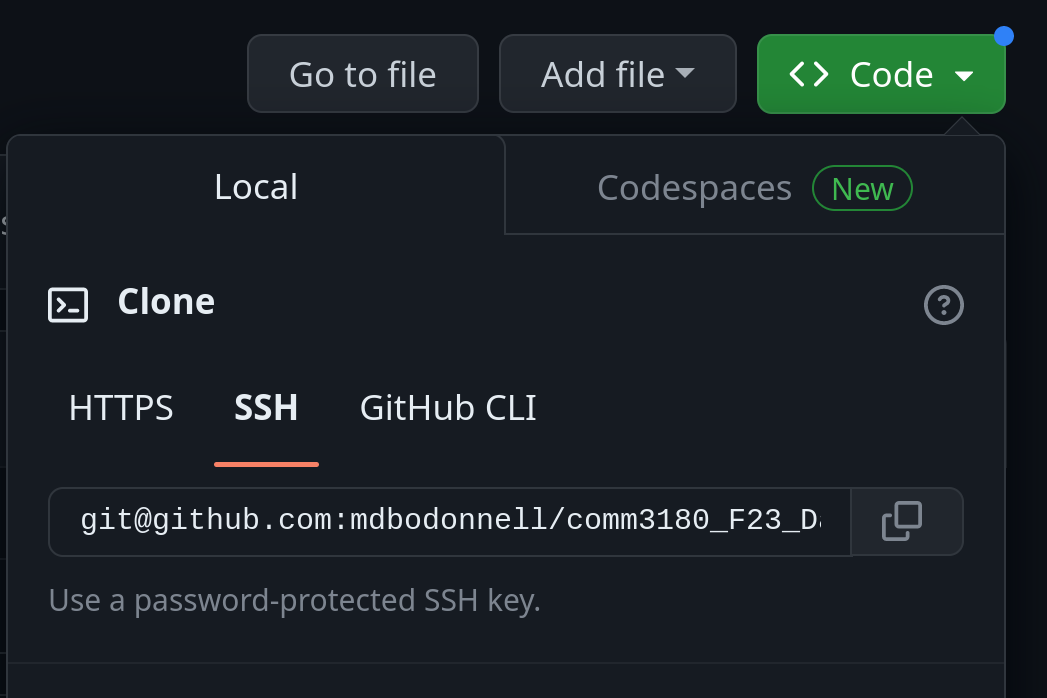 Go to file Add file Code
Local Codespaces New
Clone
HTTPS SSH GitHub CLI
git@github.com:mdbodonnell/comm3180_F23_D
Use a password-protected SSH key.